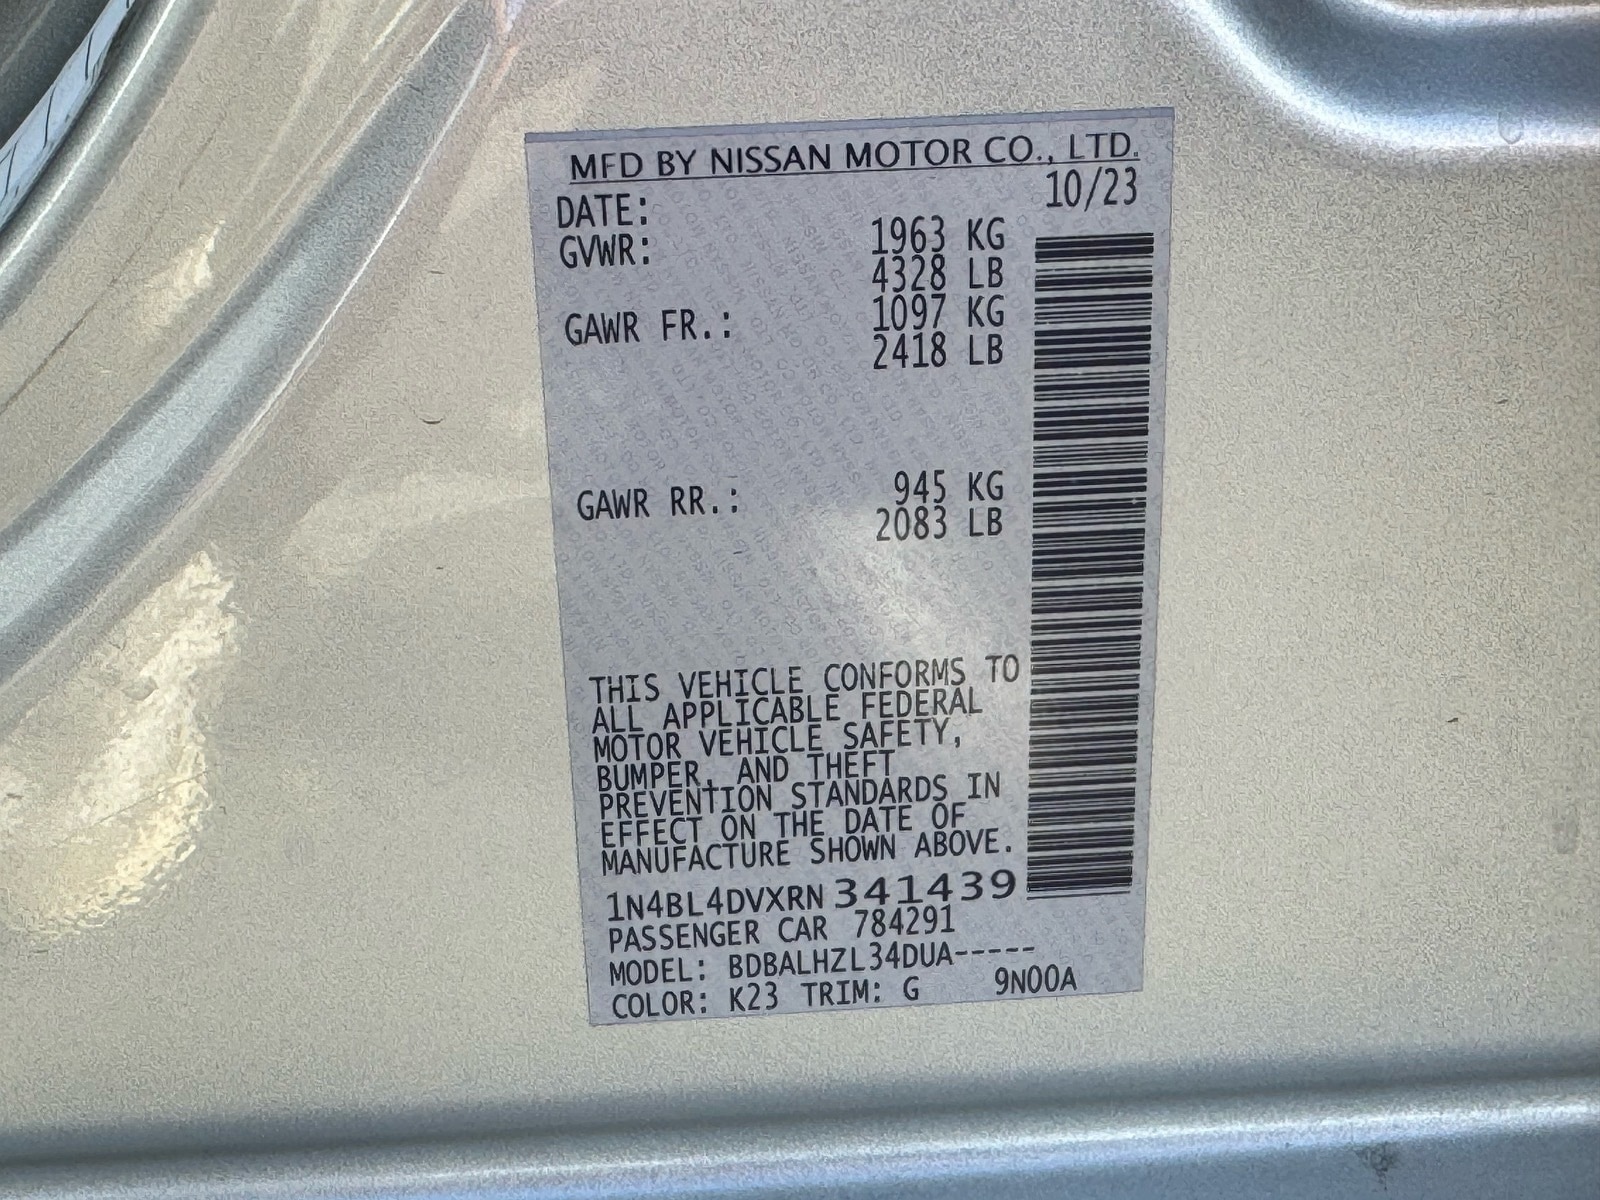 MFD BY NISSAN MOTOR CO., LTD.
DATE: 10/23
GVWR: 1963 KG
4328 LB
GAWR FR.: 1097 KG
2418 LB
GAWR RR.: 945 KG
2083 LB
THIS VEHICLE CONFORMS TO
ALL APPLICABLE FEDERAL
MOTOR VEHICLE SAFETY,
BUMPER, AND THEFT
PREVENTION STANDARDS IN
EFFECT ON THE DATE OF
MANUFACTURE SHOWN ABOVE.
1N4BL4DVXRN 341439
PASSENGER CAR 784291
MODEL: BDBALHZL34DUA-----
COLOR: K23 TRIM: G 9N00A